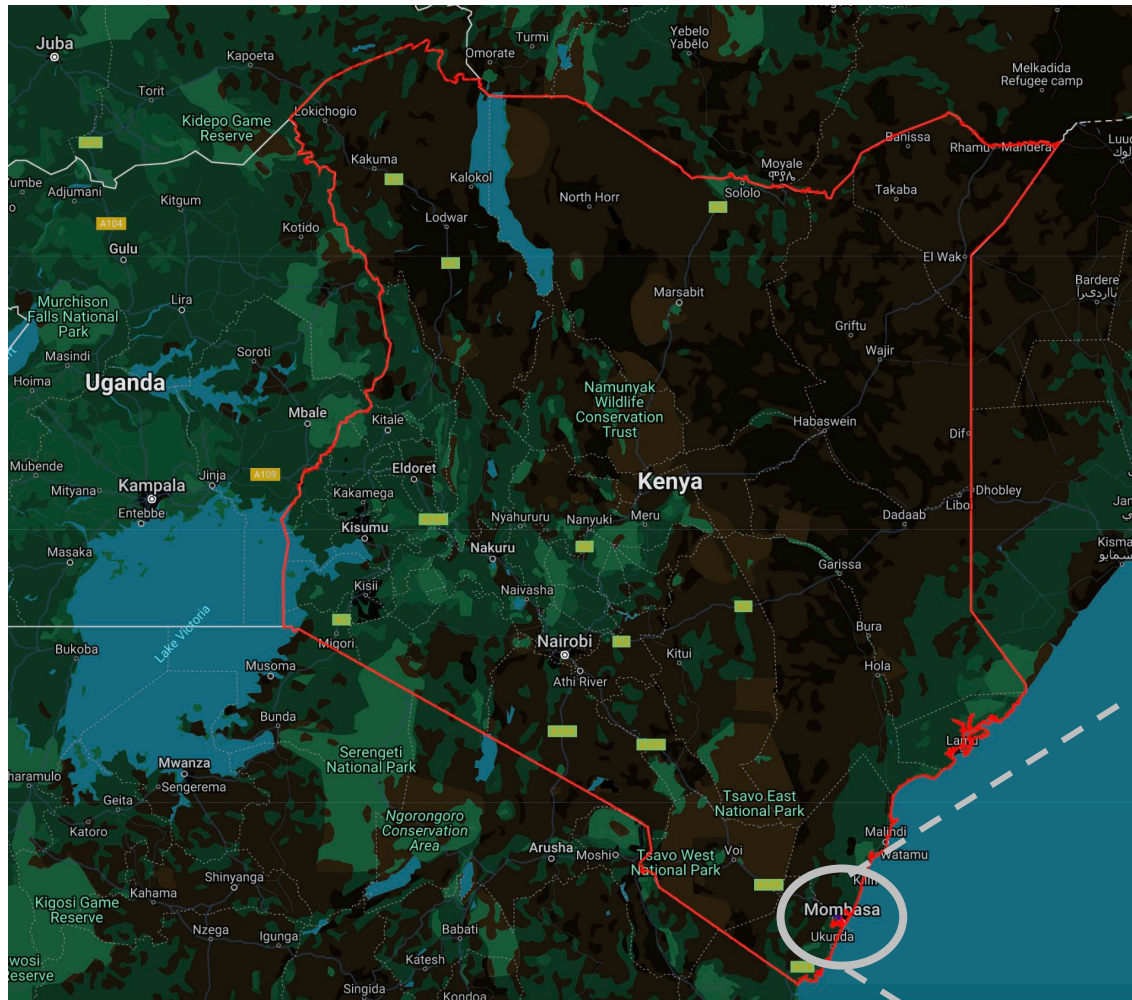 Juba
Kapoeta
Torit
Kidepo Game
Reserve
Turmi
Omorate
Yebelo
Yabēlo
Melkadida
Refugee camp
Lokichogio
Kakuma
Kalokol
Lodwar
North Horr
Moyale
ሞያሌ
Sololo
Banissa
Rhamu
Mandera
Takaba
El Wak
Adjumani
Kitgum
A104
Gulu
Kotido
Murchison
Falls National
Park
Lira
Masindi
Soroti
Hoima
Uganda
Mbale
Kitale
Marsabit
Griftu
Wajir
Bardere
Namunyak
Wildlife
Conservation
Trust
Habaswein
Dif
Mubende
Mityana
Jinja
A109
Kampala
Entebbe
Masaka
Eldoret
Kakamega
Kisumu
Nyahururu
Nanyuki
Meru
Kenya
Libo
Dhobley
Dadaab
Nakuru
Naivasha
Kisii
Garissa
Lake Victoria
Bukoba
Migori
Musoma
Nairobi
Athi River
Kitui
Bura
Hola
Bunda
Serengeti
National Park
Mwanza
Sengerema
Geita
Katoro
Lamu
Ngorongoro
Conservation
Area
Arusha
Moshi
Tsavo East
National Park
Tsavo West
National Park
Voi
Malindi
Watamu
Mombasa
Ukunda
Kahama
Shinyanga
Kigosi Game
Reserve
Nzega
Igunga
Babati
Katesh
Singida
Kondoa